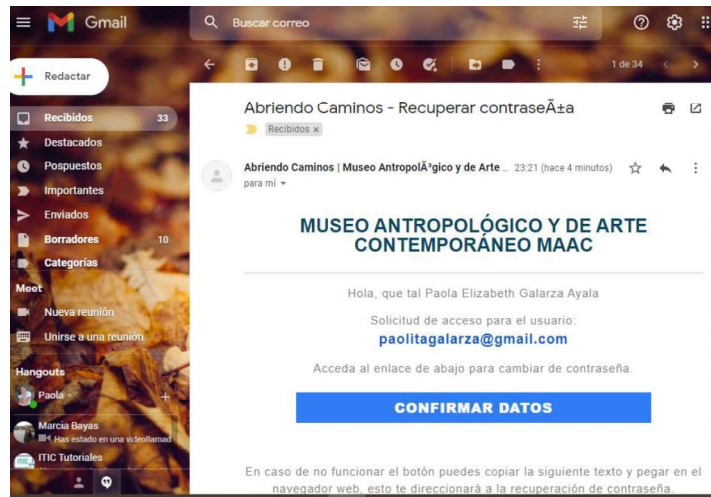 Gmail
Buscar correo
Redactar
1 de 34
Recibidos 33
Destacados
Pospuestos
Importantes
Enviados
Borradores 10
Categorías
Meet
Nueva reunión
Unirse a una reunión
Hangouts
Paola
Marcia Bayas
Has estado en una videollamad
ITIC Tutoriales
Abriendo Caminos - Recuperar contraseÃ±a
Recibidos x
Abriendo Caminos | Museo AntropolÃ³gico y de Arte ... 23:21 (hace 4 minutos)
para mí
MUSEO ANTROPOLÓGICO Y DE ARTE
CONTEMPORÁNEO MAAC
Hola, que tal Paola Elizabeth Galarza Ayala
Solicitud de acceso para el usuario:
paolitagalarza@gmail.com
Acceda al enlace de abajo para cambiar de contraseña.
CONFIRMAR DATOS
En caso de no funcionar el botón puedes copiar la siguiente texto y pegar en el
navegador web, esto te direccionará a la recuperación de contraseña.